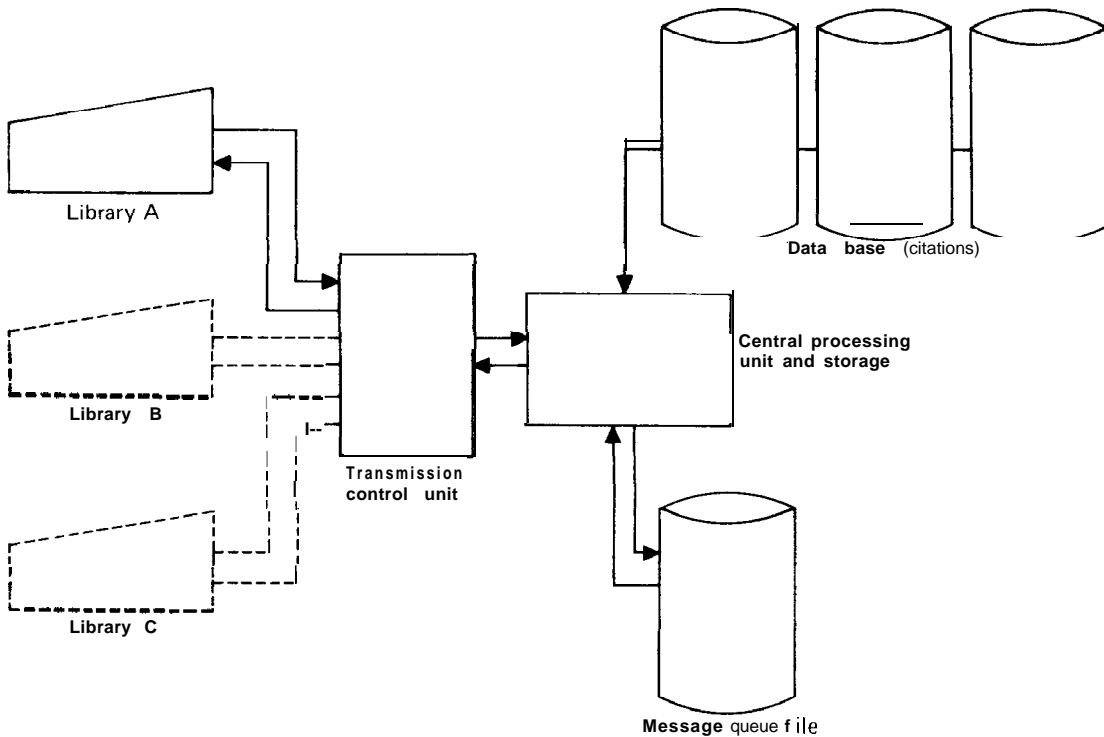 Library A
Data base (citations)
Central processing
unit and storage
Library B
Transmission
control unit
Library C
Message queue file